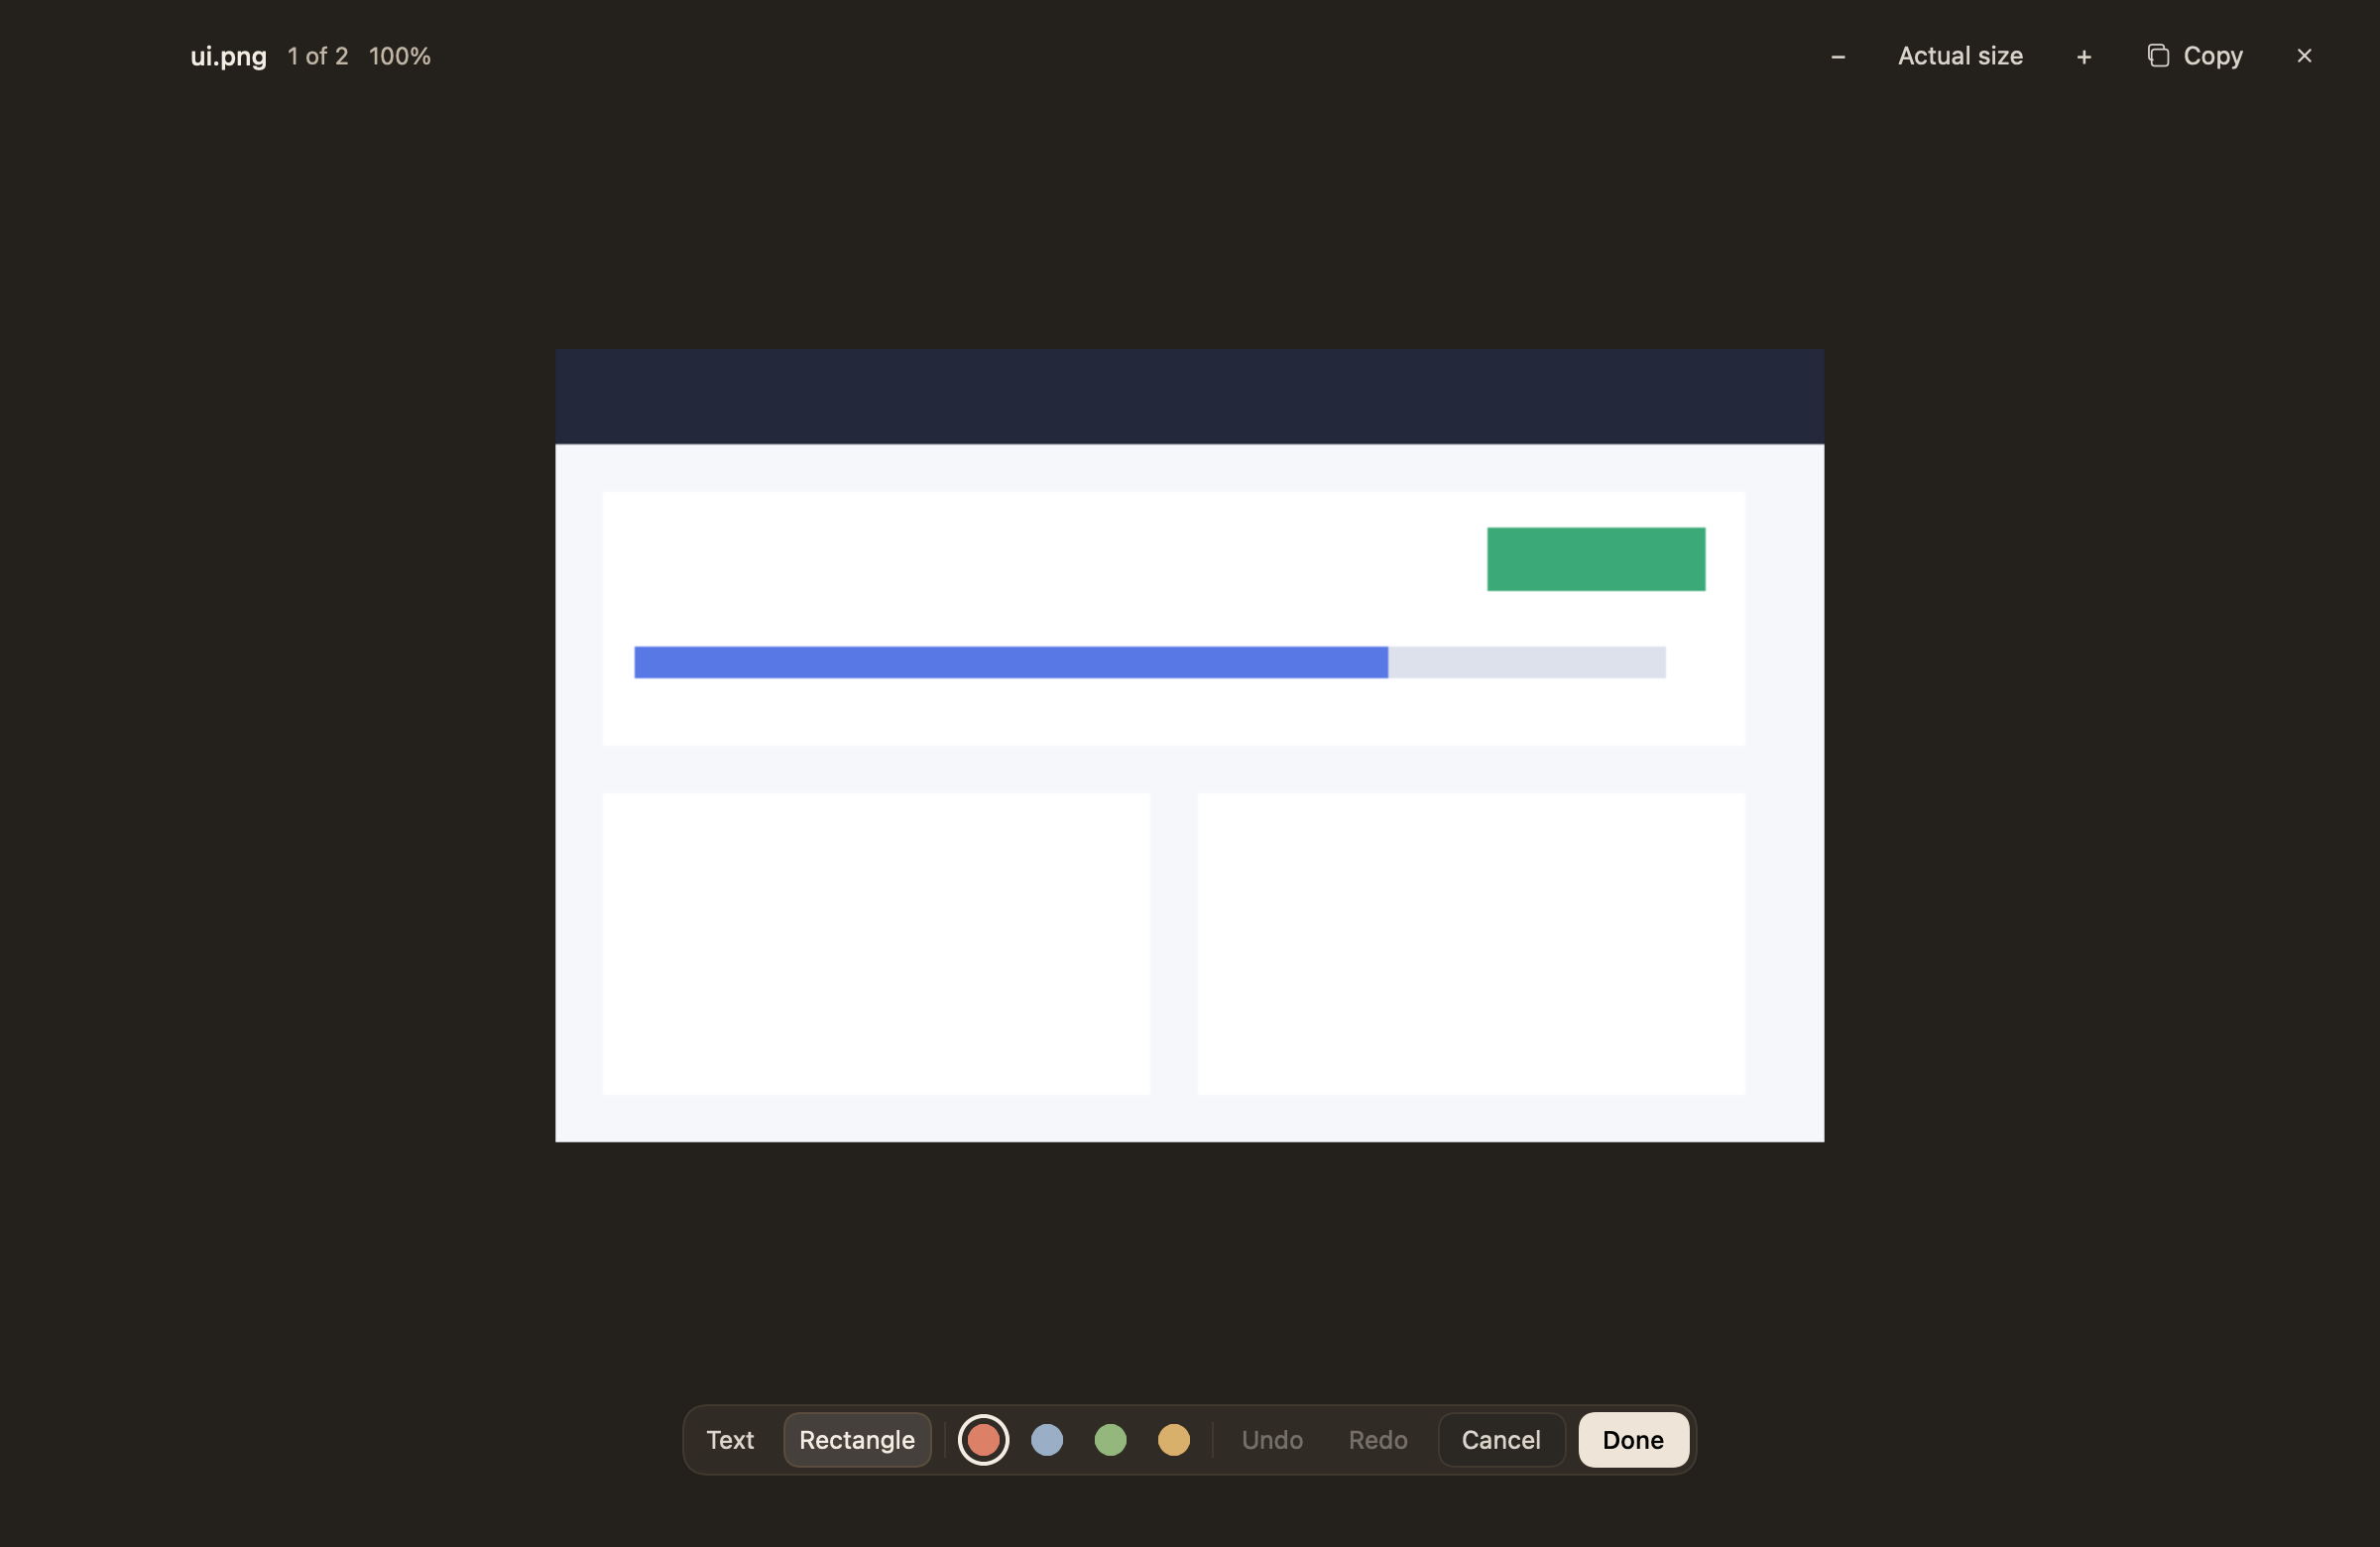 ui.png 1 of 2 100% − Actual size + Copy ×
Text Rectangle Undo Redo Cancel Done